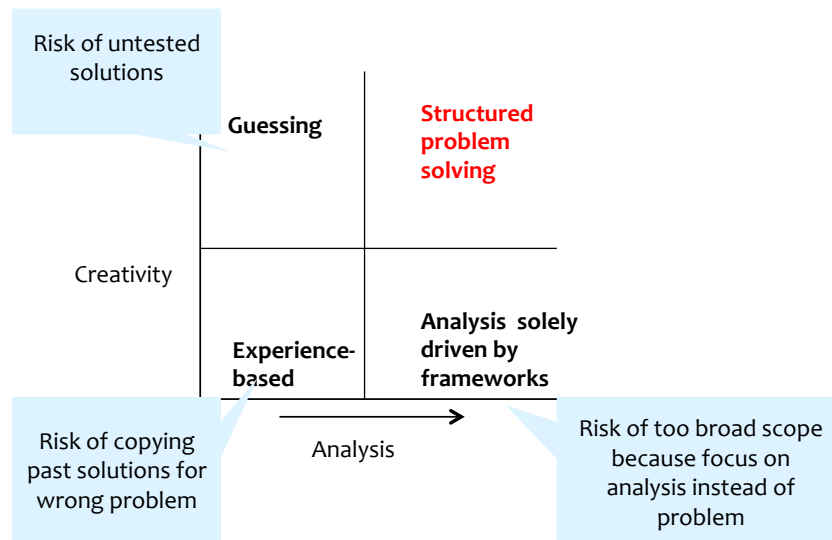 Risk of untested
solutions
Guessing
Structured
problem
solving
Creativity
Experience-
based
Analysis solely
driven by
frameworks
Risk of copying
past solutions for
wrong problem
Analysis
Risk of too broad scope
because focus on
analysis instead of
problem